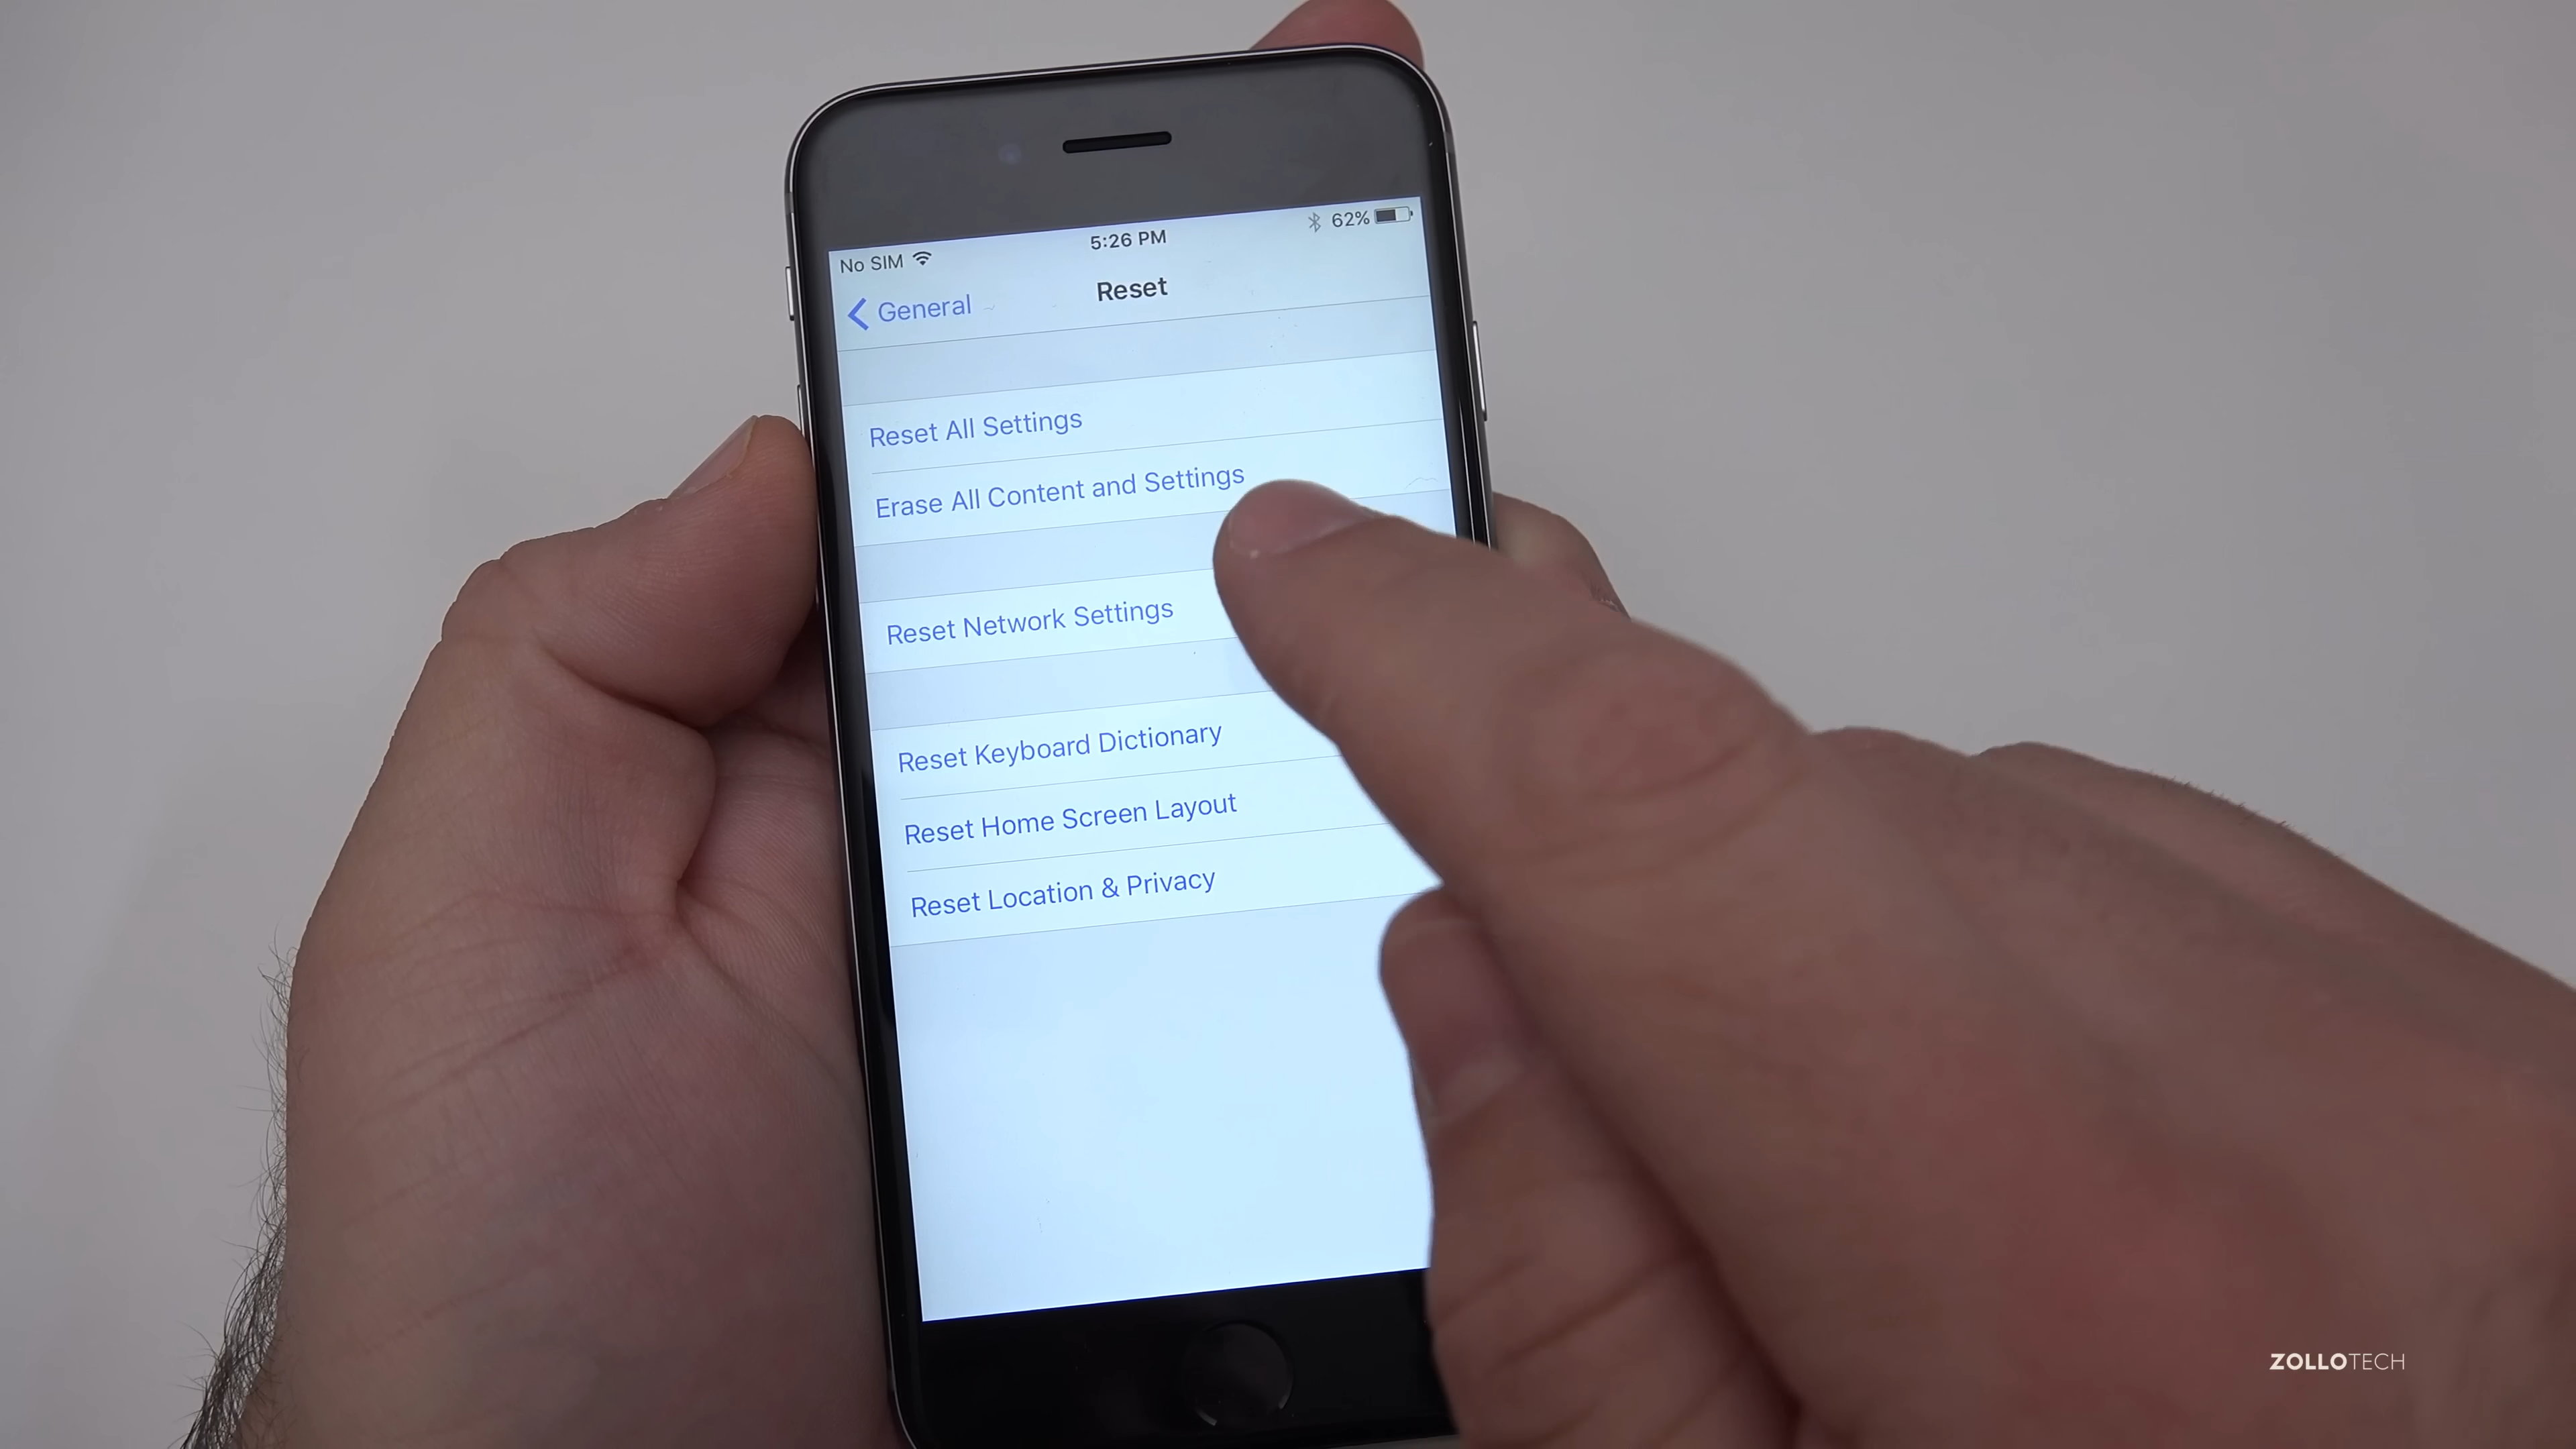 No SIM
5:26 PM
62%
General
Reset
Reset All Settings
Erase All Content and Settings
Reset Network Settings
Reset Keyboard Dictionary
Reset Home Screen Layout
Reset Location & Privacy
ZOLLOTECH